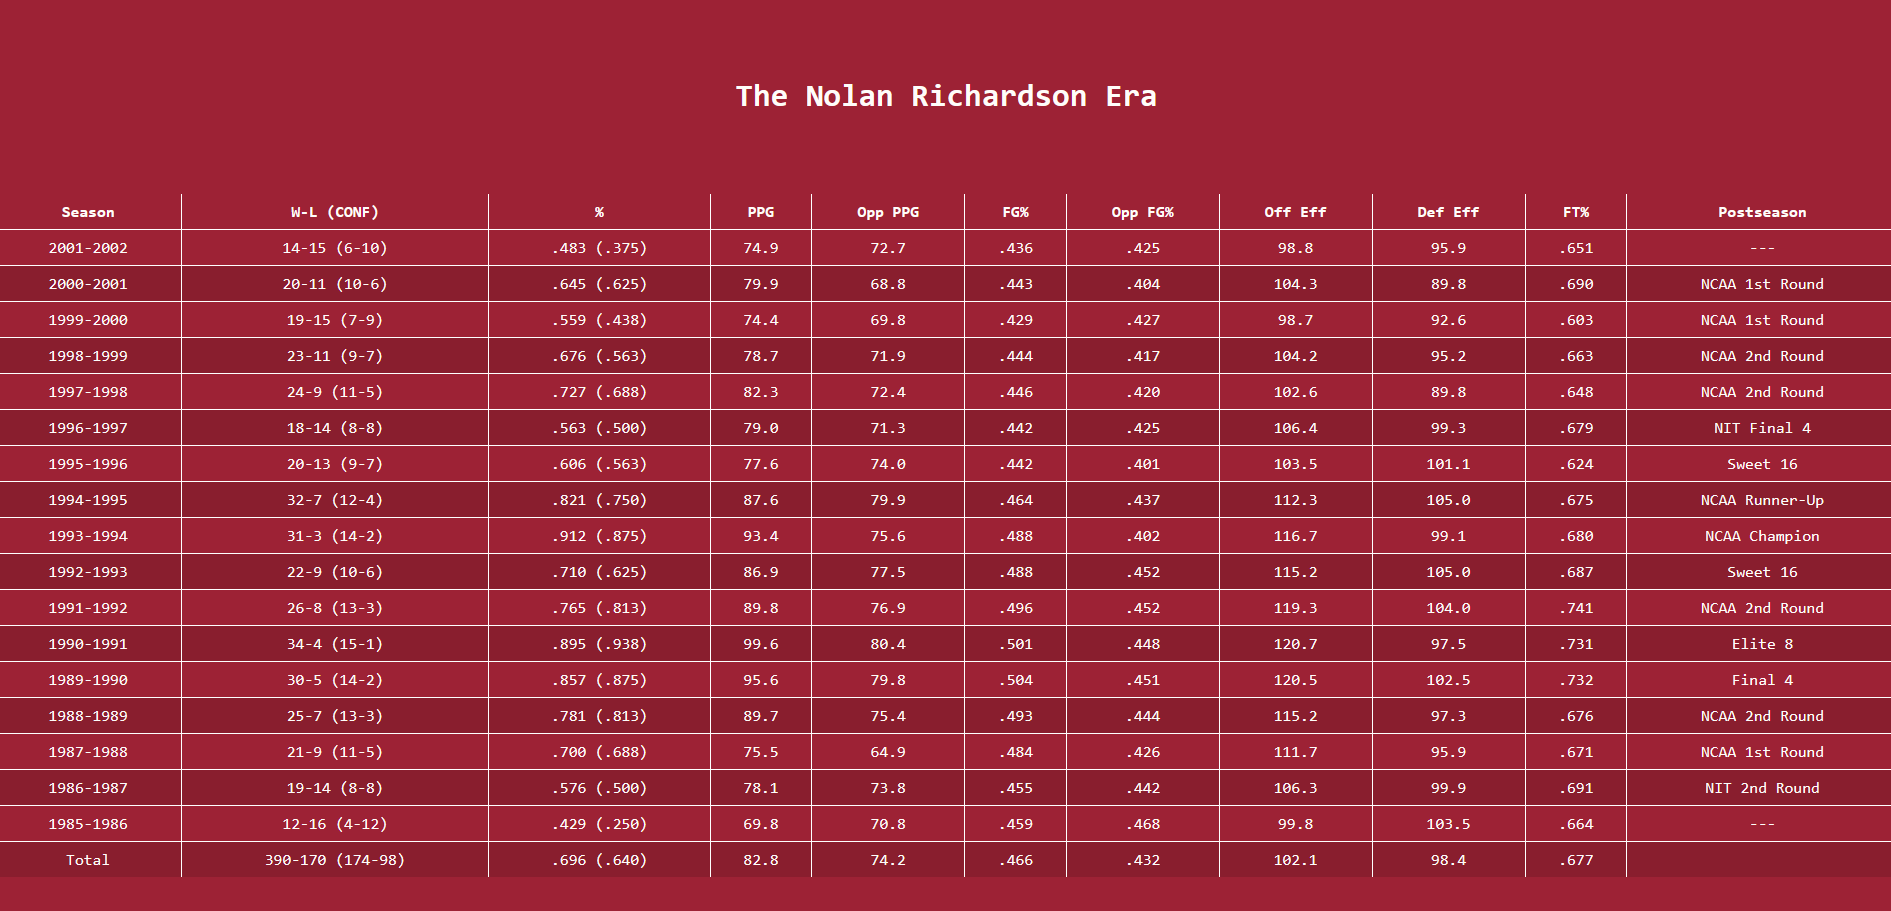 The Nolan Richardson Era
Season W-L (CONF) % PPG Opp PPG FG% Opp FG% Off Eff Def Eff FT% Postseason
2001-2002 14-15 (6-10) .483 (.375) 74.9 72.7 .436 .425 98.8 95.9 .651 ---
2000-2001 20-11 (10-6) .645 (.625) 79.9 68.8 .443 .404 104.3 89.8 .690 NCAA 1st Round
1999-2000 19-15 (7-9) .559 (.438) 74.4 69.8 .429 .427 98.7 92.6 .603 NCAA 1st Round
1998-1999 23-11 (9-7) .676 (.563) 78.7 71.9 .444 .417 104.2 95.2 .663 NCAA 2nd Round
1997-1998 24-9 (11-5) .727 (.688) 82.3 72.4 .446 .420 102.6 89.8 .648 NCAA 2nd Round
1996-1997 18-14 (8-8) .563 (.500) 79.0 71.3 .442 .425 106.4 99.3 .679 NIT Final 4
1995-1996 20-13 (9-7) .606 (.563) 77.6 74.0 .442 .401 103.5 101.1 .624 Sweet 16
1994-1995 32-7 (12-4) .821 (.750) 87.6 79.9 .464 .437 112.3 105.0 .675 NCAA Runner-Up
1993-1994 31-3 (14-2) .912 (.875) 93.4 75.6 .488 .402 116.7 99.1 .680 NCAA Champion
1992-1993 22-9 (10-6) .710 (.625) 86.9 77.5 .488 .452 115.2 105.0 .687 Sweet 16
1991-1992 26-8 (13-3) .765 (.813) 89.8 76.9 .496 .452 119.3 104.0 .741 NCAA 2nd Round
1990-1991 34-4 (15-1) .895 (.938) 99.6 80.4 .501 .448 120.7 97.5 .731 Elite 8
1989-1990 30-5 (14-2) .857 (.875) 95.6 79.8 .504 .451 120.5 102.5 .732 Final 4
1988-1989 25-7 (13-3) .781 (.813) 89.7 75.4 .493 .444 115.2 97.3 .676 NCAA 2nd Round
1987-1988 21-9 (11-5) .700 (.688) 75.5 64.9 .484 .426 111.7 95.9 .671 NCAA 1st Round
1986-1987 19-14 (8-8) .576 (.500) 78.1 73.8 .455 .442 106.3 99.9 .691 NIT 2nd Round
1985-1986 12-16 (4-12) .429 (.250) 69.8 70.8 .459 .468 99.8 103.5 .664 ---
Total 390-170 (174-98) .696 (.640) 82.8 74.2 .466 .432 102.1 98.4 .677